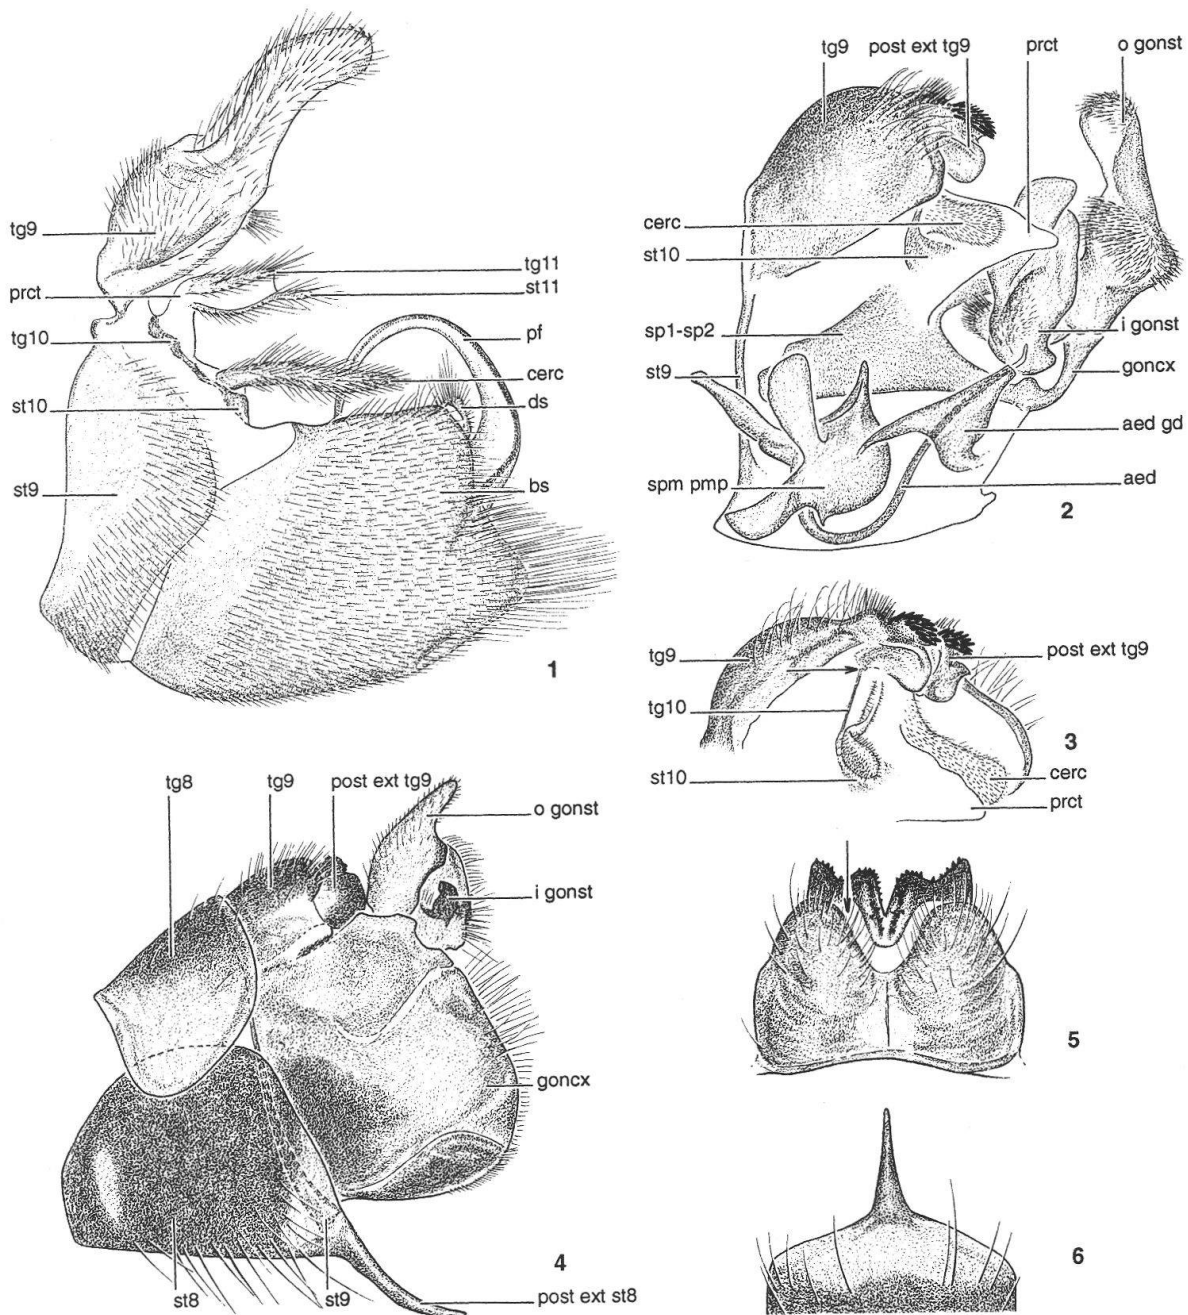 tg9
prct
tg10
st10
st9
tg11
st11
pf
cerc
ds
bs
1
tg9
post ext tg9
prct
o gonst
cerc
st10
sp1-sp2
st9
spm pmp
i gonst
goncx
aed gd
aed
2
tg9
tg10
st10
post ext tg9
3
cerc
prct
tg8
tg9
post ext tg9
o gonst
i gonst
goncx
4
st8
st9
post ext st8
5
6